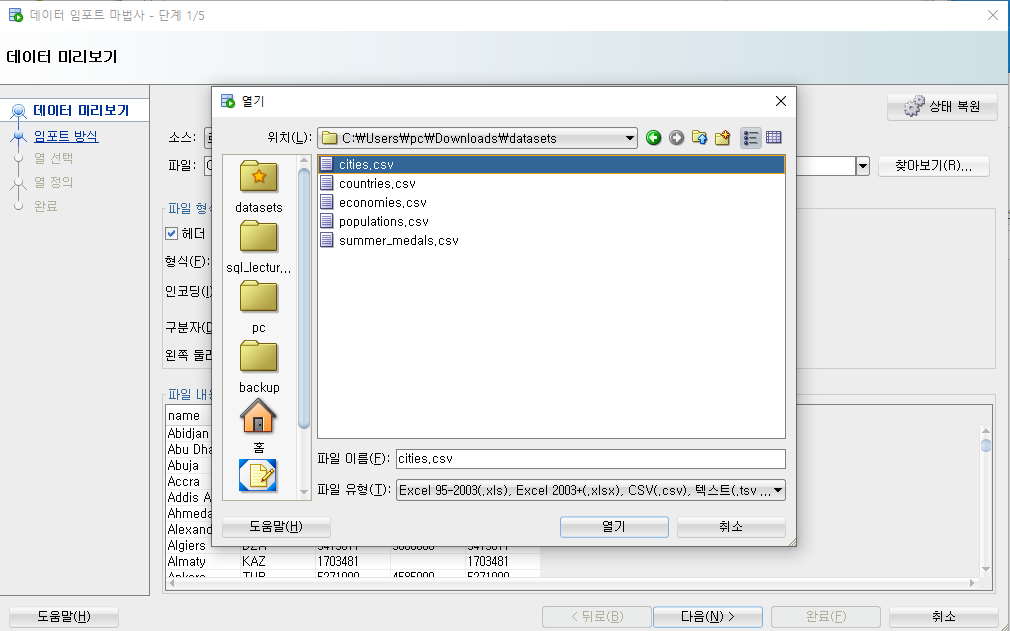 데이터 임포트 마법사 - 단계 1/5
데이터 미리보기
데이터 미리보기
임포트 방식
열 선택
열 정의
완료
상태 복원
소스:
파일:
찾아보기(R)...
파일 형식
헤더
형식(F):
인코딩(I)
구분자(D
왼쪽 둘러
파일 내용
name
Abidjan
Abu Dha
Abuja
Accra
Addis A
Ahmeda
Alexand
Algiers DZA 3415811 5000000 3415811
Almaty KAZ 1703481 1703481
Ankara TUR 5271000 4585000 5271000
열기
위치(L):
C:₩Users₩pc₩Downloads₩datasets
datasets
sql_lectur...
pc
backup
홈
cities.csv
countries.csv
economies.csv
populations.csv
summer_medals.csv
파일 이름(F): cities.csv
파일 유형(T): Excel 95-2003(.xls), Excel 2003+(.xlsx), CSV(.csv), 텍스트(.tsv ...
도움말(H) 열기 취소
도움말(H) < 뒤로(B) 다음(N) > 완료(F) 취소